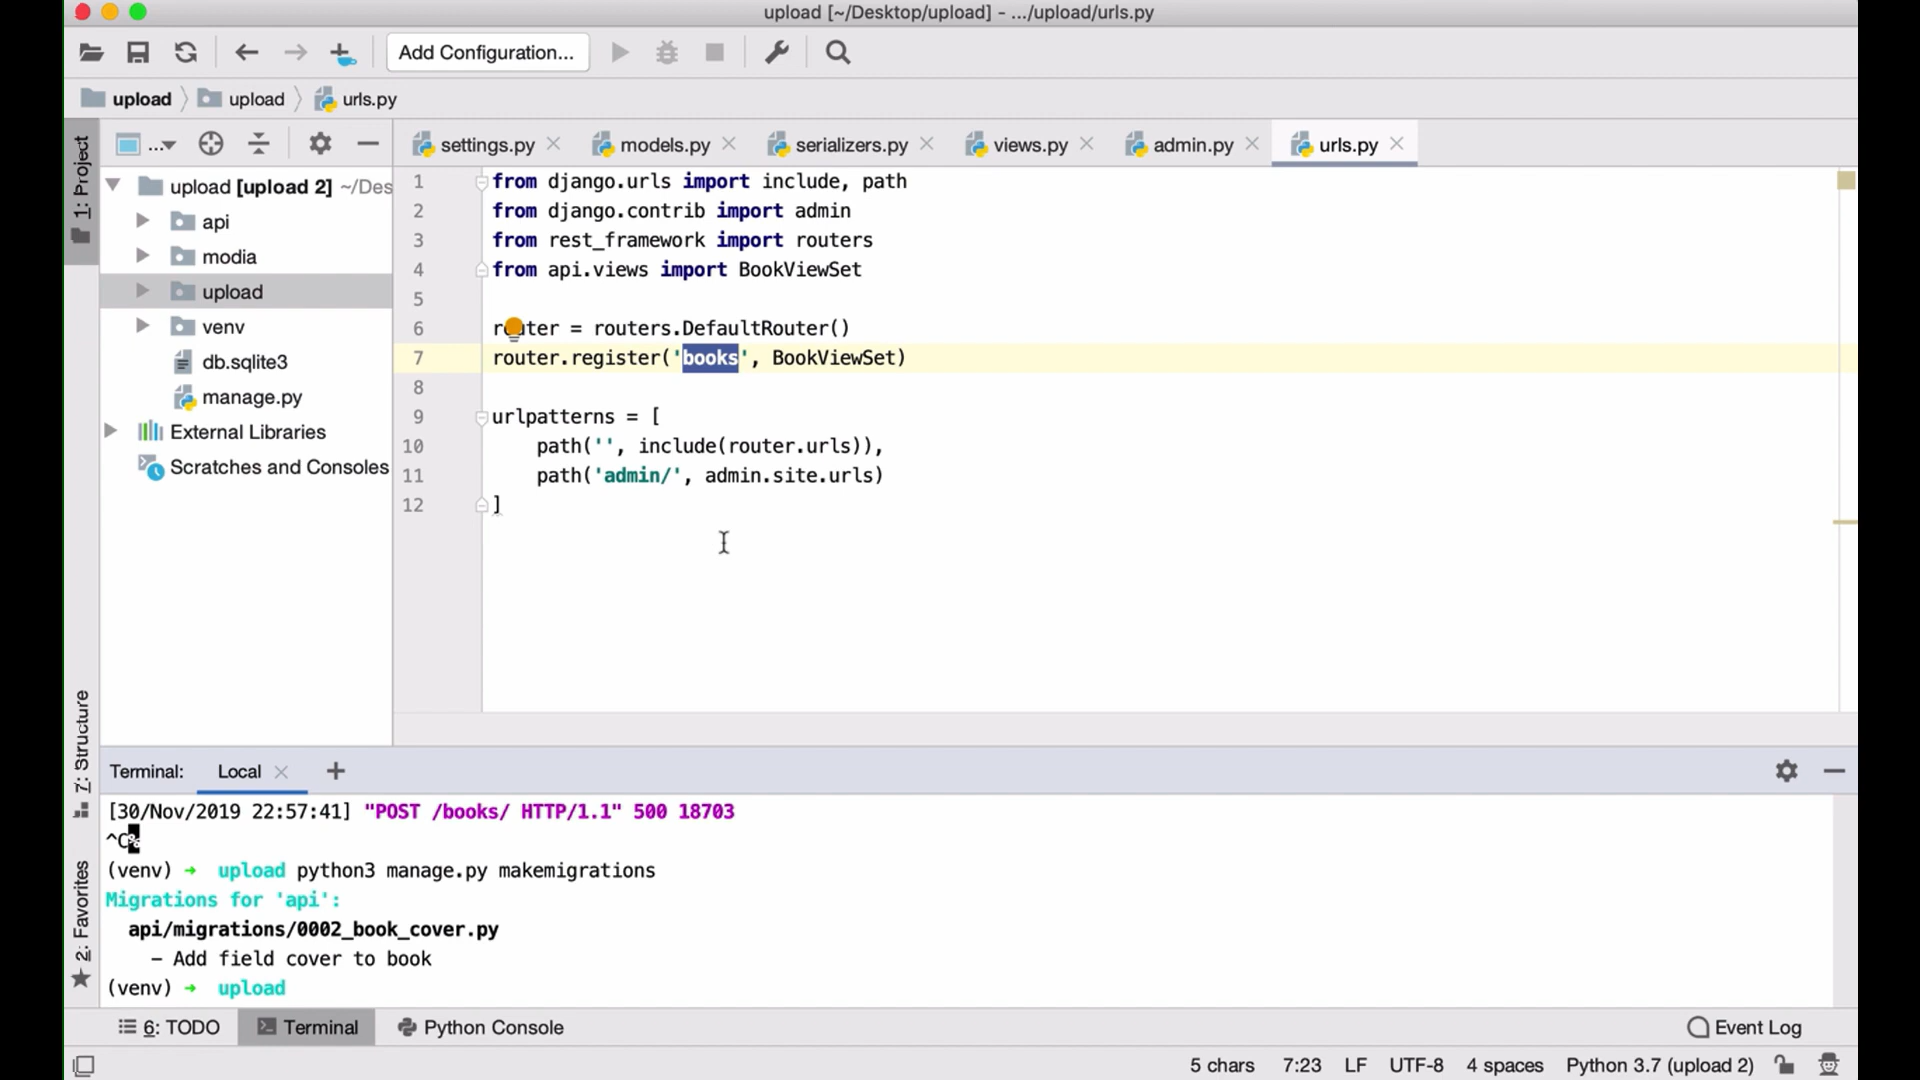 upload [~/Desktop/upload] - .../upload/urls.py
Add Configuration...
upload upload urls.py
1: Project
...
settings.py models.py serializers.py views.py admin.py urls.py
upload [upload 2] ~/Des
api
modia
upload
venv
db.sqlite3
manage.py
External Libraries
Scratches and Consoles
1 from django.urls import include, path
2 from django.contrib import admin
3 from rest_framework import routers
4 from api.views import BookViewSet
5
6 router = routers.DefaultRouter()
7 router.register('books', BookViewSet)
8
9 urlpatterns = [
10 path('', include(router.urls)),
11 path('admin/', admin.site.urls)
12 ]
7: Structure
2: Favorites
Terminal: Local +
[30/Nov/2019 22:57:41] "POST /books/ HTTP/1.1" 500 18703
^C%
(venv) ➜ upload python3 manage.py makemigrations
Migrations for 'api':
api/migrations/0002_book_cover.py
– Add field cover to book
(venv) ➜ upload
6: TODO Terminal Python Console Event Log
5 chars 7:23 LF UTF-8 4 spaces Python 3.7 (upload 2)